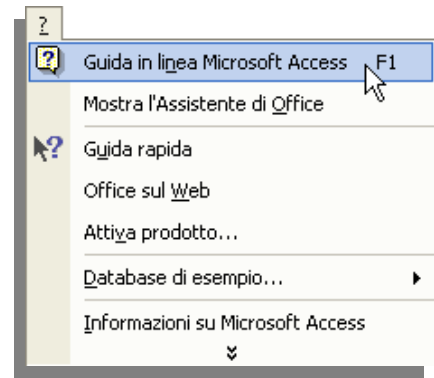 ?
Guida in linea Microsoft Access F1
Mostra l'Assistente di Office
Guida rapida
Office sul Web
Attiva prodotto...
Database di esempio...
Informazioni su Microsoft Access